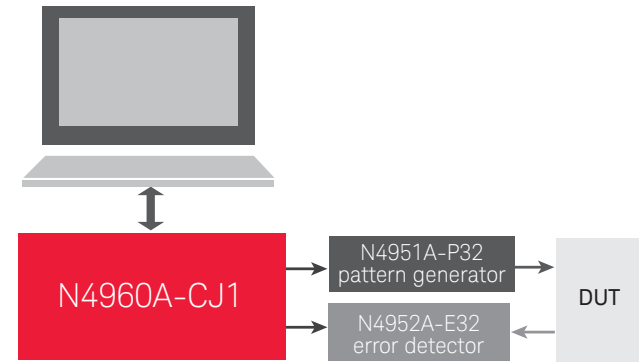 N4960A-CJ1
N4951A-P32
pattern generator
N4952A-E32
error detector
DUT